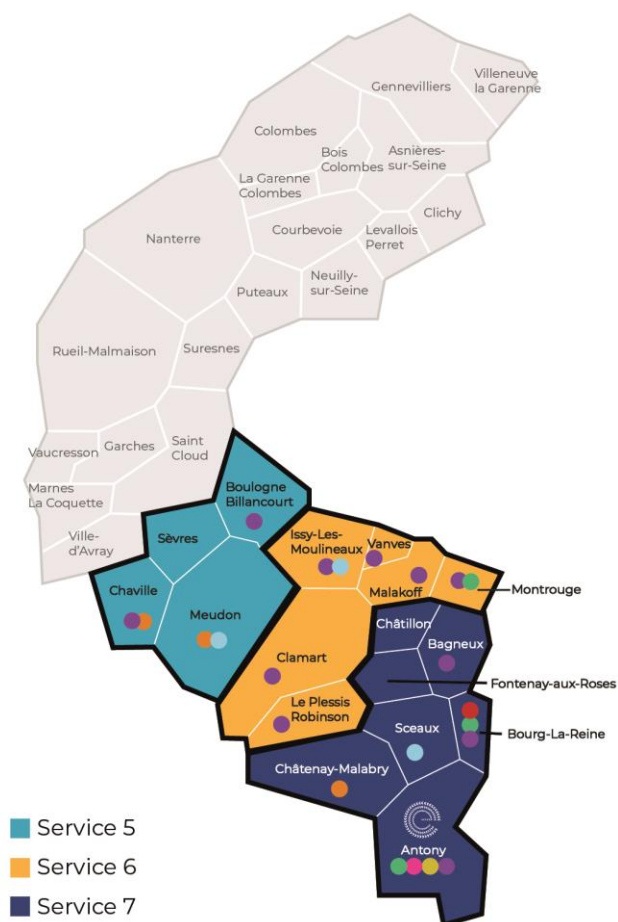 Villeneuve
la Garenne
Gennevilliers
Colombes
Bois
Colombes
Asnières-
sur-Seine
La Garenne
Colombes
Clichy
Courbevoie
Levallois
Perret
Nanterre
Neuilly-
sur-Seine
Puteaux
Rueil-Malmaison
Suresnes
Saint
Cloud
Garches
Vaucresson
Marnes
La Coquette
Ville-
d'Avray
Boulogne
Billancourt
Sèvres
Issy-Les-
Moulineaux
Vanves
Chaville
Meudon
Malakoff
Montrouge
Châtillon
Bagneux
Clamart
Fontenay-aux-Roses
Le Plessis
Robinson
Sceaux
Bourg-La-Reine
Châtenay-Malabry
Antony
Service 5
Service 6
Service 7